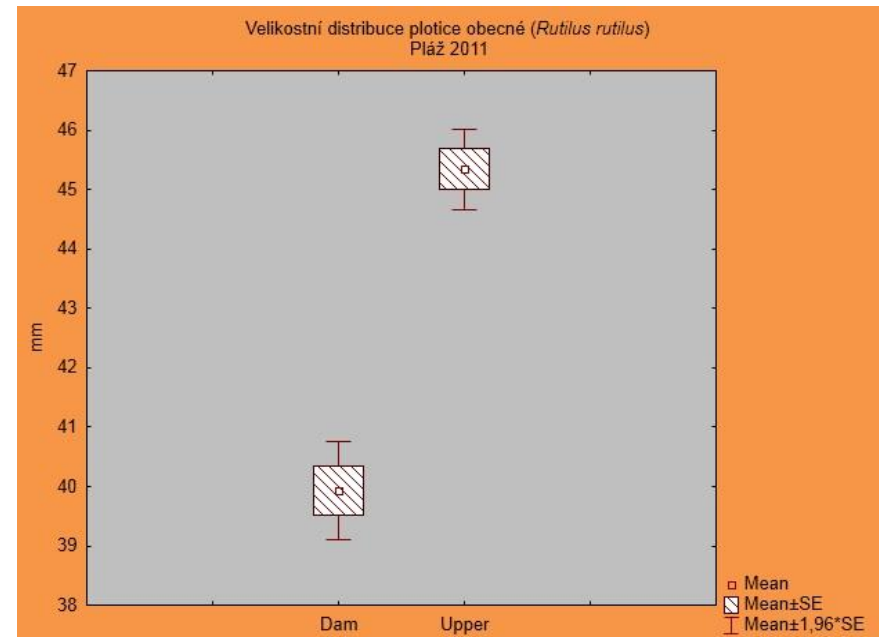 Velikostní distribuce plotice obecné (Rutilus rutilus)
Pláž 2011
47
46
45
44
43
42
41
40
39
38
mm
Dam Upper
Mean
Mean±SE
Mean±1,96*SE